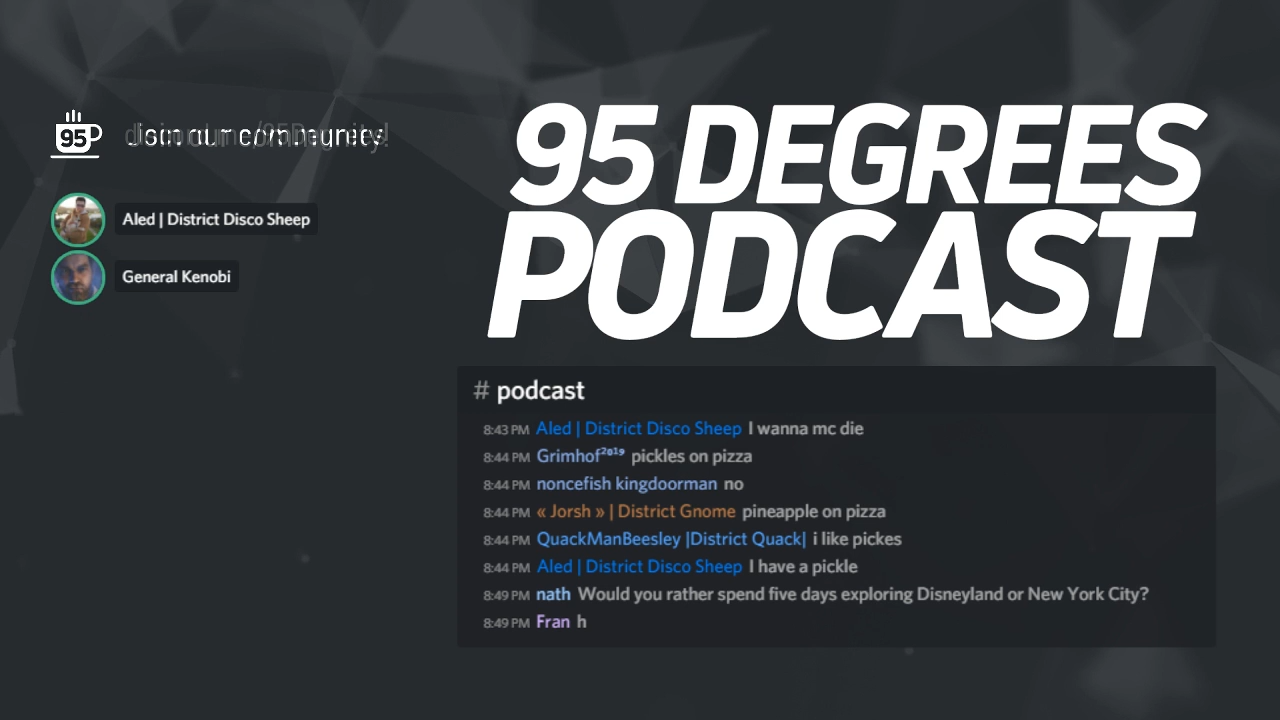 95
95 DEGREES
PODCAST
Aled | District Disco Sheep
General Kenobi
# podcast
8:43 PM Aled | District Disco Sheep I wanna mc die
8:44 PM Grimhof²⁰¹⁹ pickles on pizza
8:44 PM noncefish kingdoorman no
8:44 PM « Jorsh » | District Gnome pineapple on pizza
8:44 PM QuackManBeesley |District Quack| i like pickes
8:44 PM Aled | District Disco Sheep I have a pickle
8:49 PM nath Would you rather spend five days exploring Disneyland or New York City?
8:49 PM Fran h